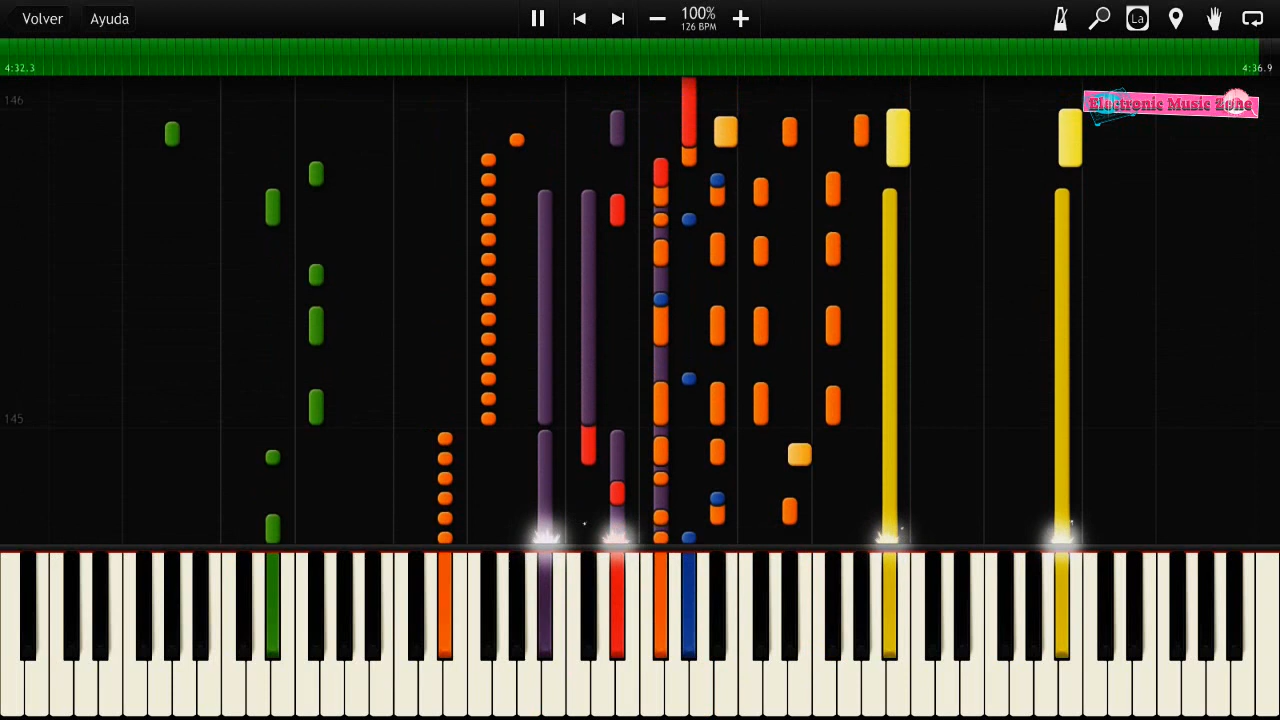 Volver Ayuda 100% La
126 BPM
4:32.3 4:36.9
146
Electronic Music Zone
145